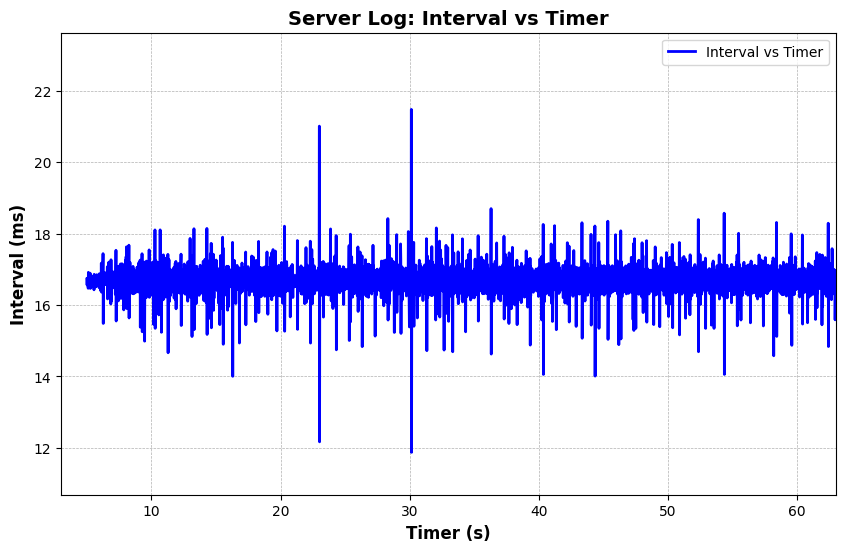 Server Log: Interval vs Timer
Interval vs Timer
22
20
18
16
14
12
Interval (ms)
10 20 30 40 50 60
Timer (s)